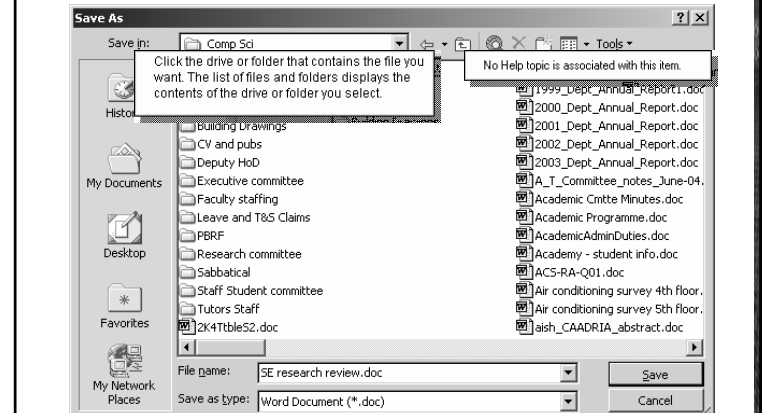 Save As
Save in:
Comp Sci
Tools
Click the drive or folder that contains the file you
want. The list of files and folders displays the
contents of the drive or folder you select.
No Help topic is associated with this item.
Histor
My Documents
Desktop
Favorites
My Network
Places
Building Drawings
CV and pubs
Deputy HoD
Executive committee
Faculty staffing
Leave and T&S Claims
PBRF
Research committee
Sabbatical
Staff Student committee
Tutors Staff
2K4TtbleS2.doc
1999_Dept_Annual_Report1.doc
2000_Dept_Annual_Report.doc
2001_Dept_Annual_Report.doc
2002_Dept_Annual_Report.doc
2003_Dept_Annual_Report.doc
A_T_Committee_notes_June-04.
Academic Cmtte Minutes.doc
Academic Programme.doc
AcademicAdminDuties.doc
Academy - student info.doc
ACS-RA-Q01.doc
Air conditioning survey 4th floor.
Air conditioning survey 5th floor.
aish_CAADRIA_abstract.doc
File name:
SE research review.doc
Save
Save as type:
Word Document (*.doc)
Cancel